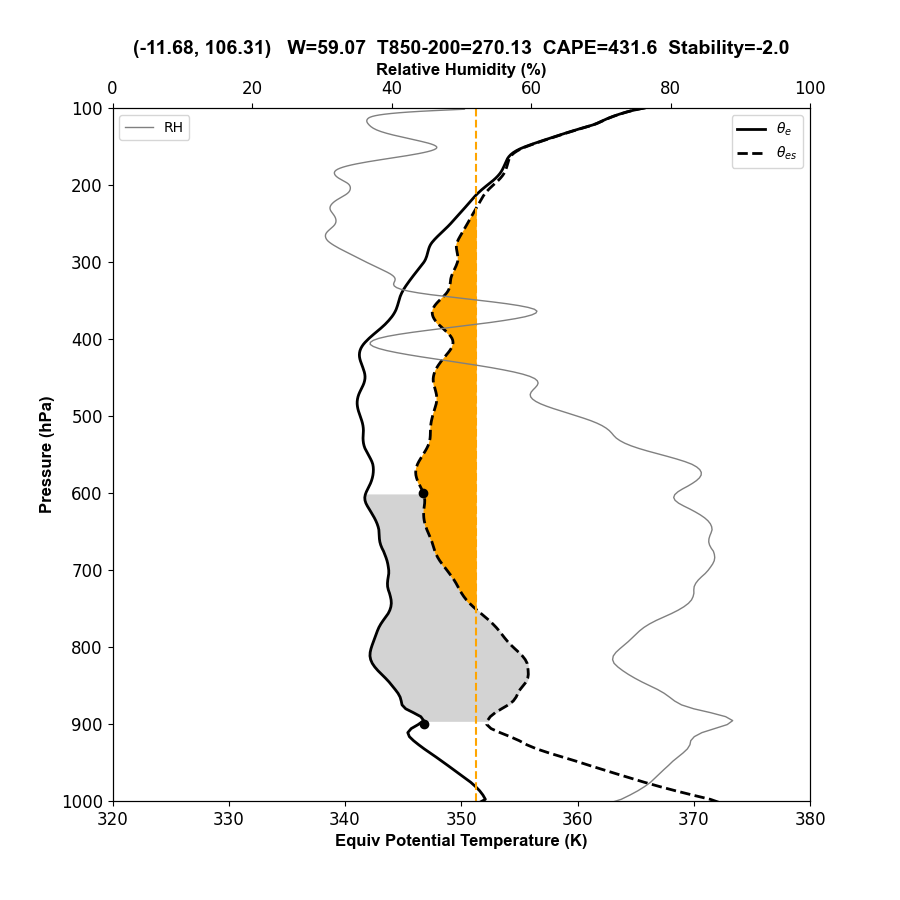 (-11.68, 106.31) W=59.07 T850-200=270.13 CAPE=431.6 Stability=-2.0
Relative Humidity (%)
0 20 40 60 80 100
100
200
300
400
500
600
700
800
900
1000
Pressure (hPa)
RH
θe
θes
320 330 340 350 360 370 380
Equiv Potential Temperature (K)